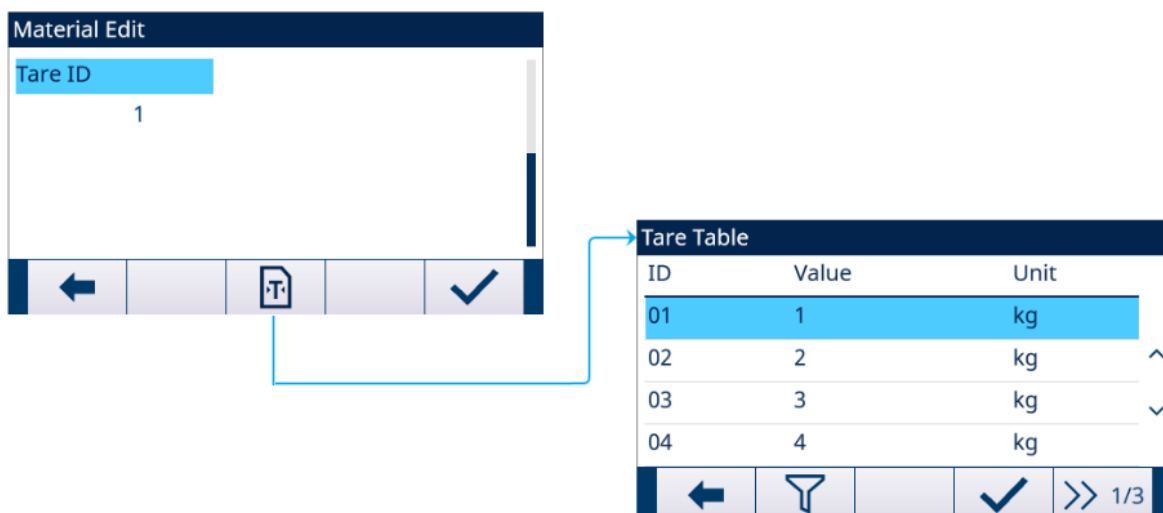 Material Edit
Tare ID
1
T
Tare Table
ID Value Unit
01 1 kg
02 2 kg
03 3 kg
04 4 kg
1/3